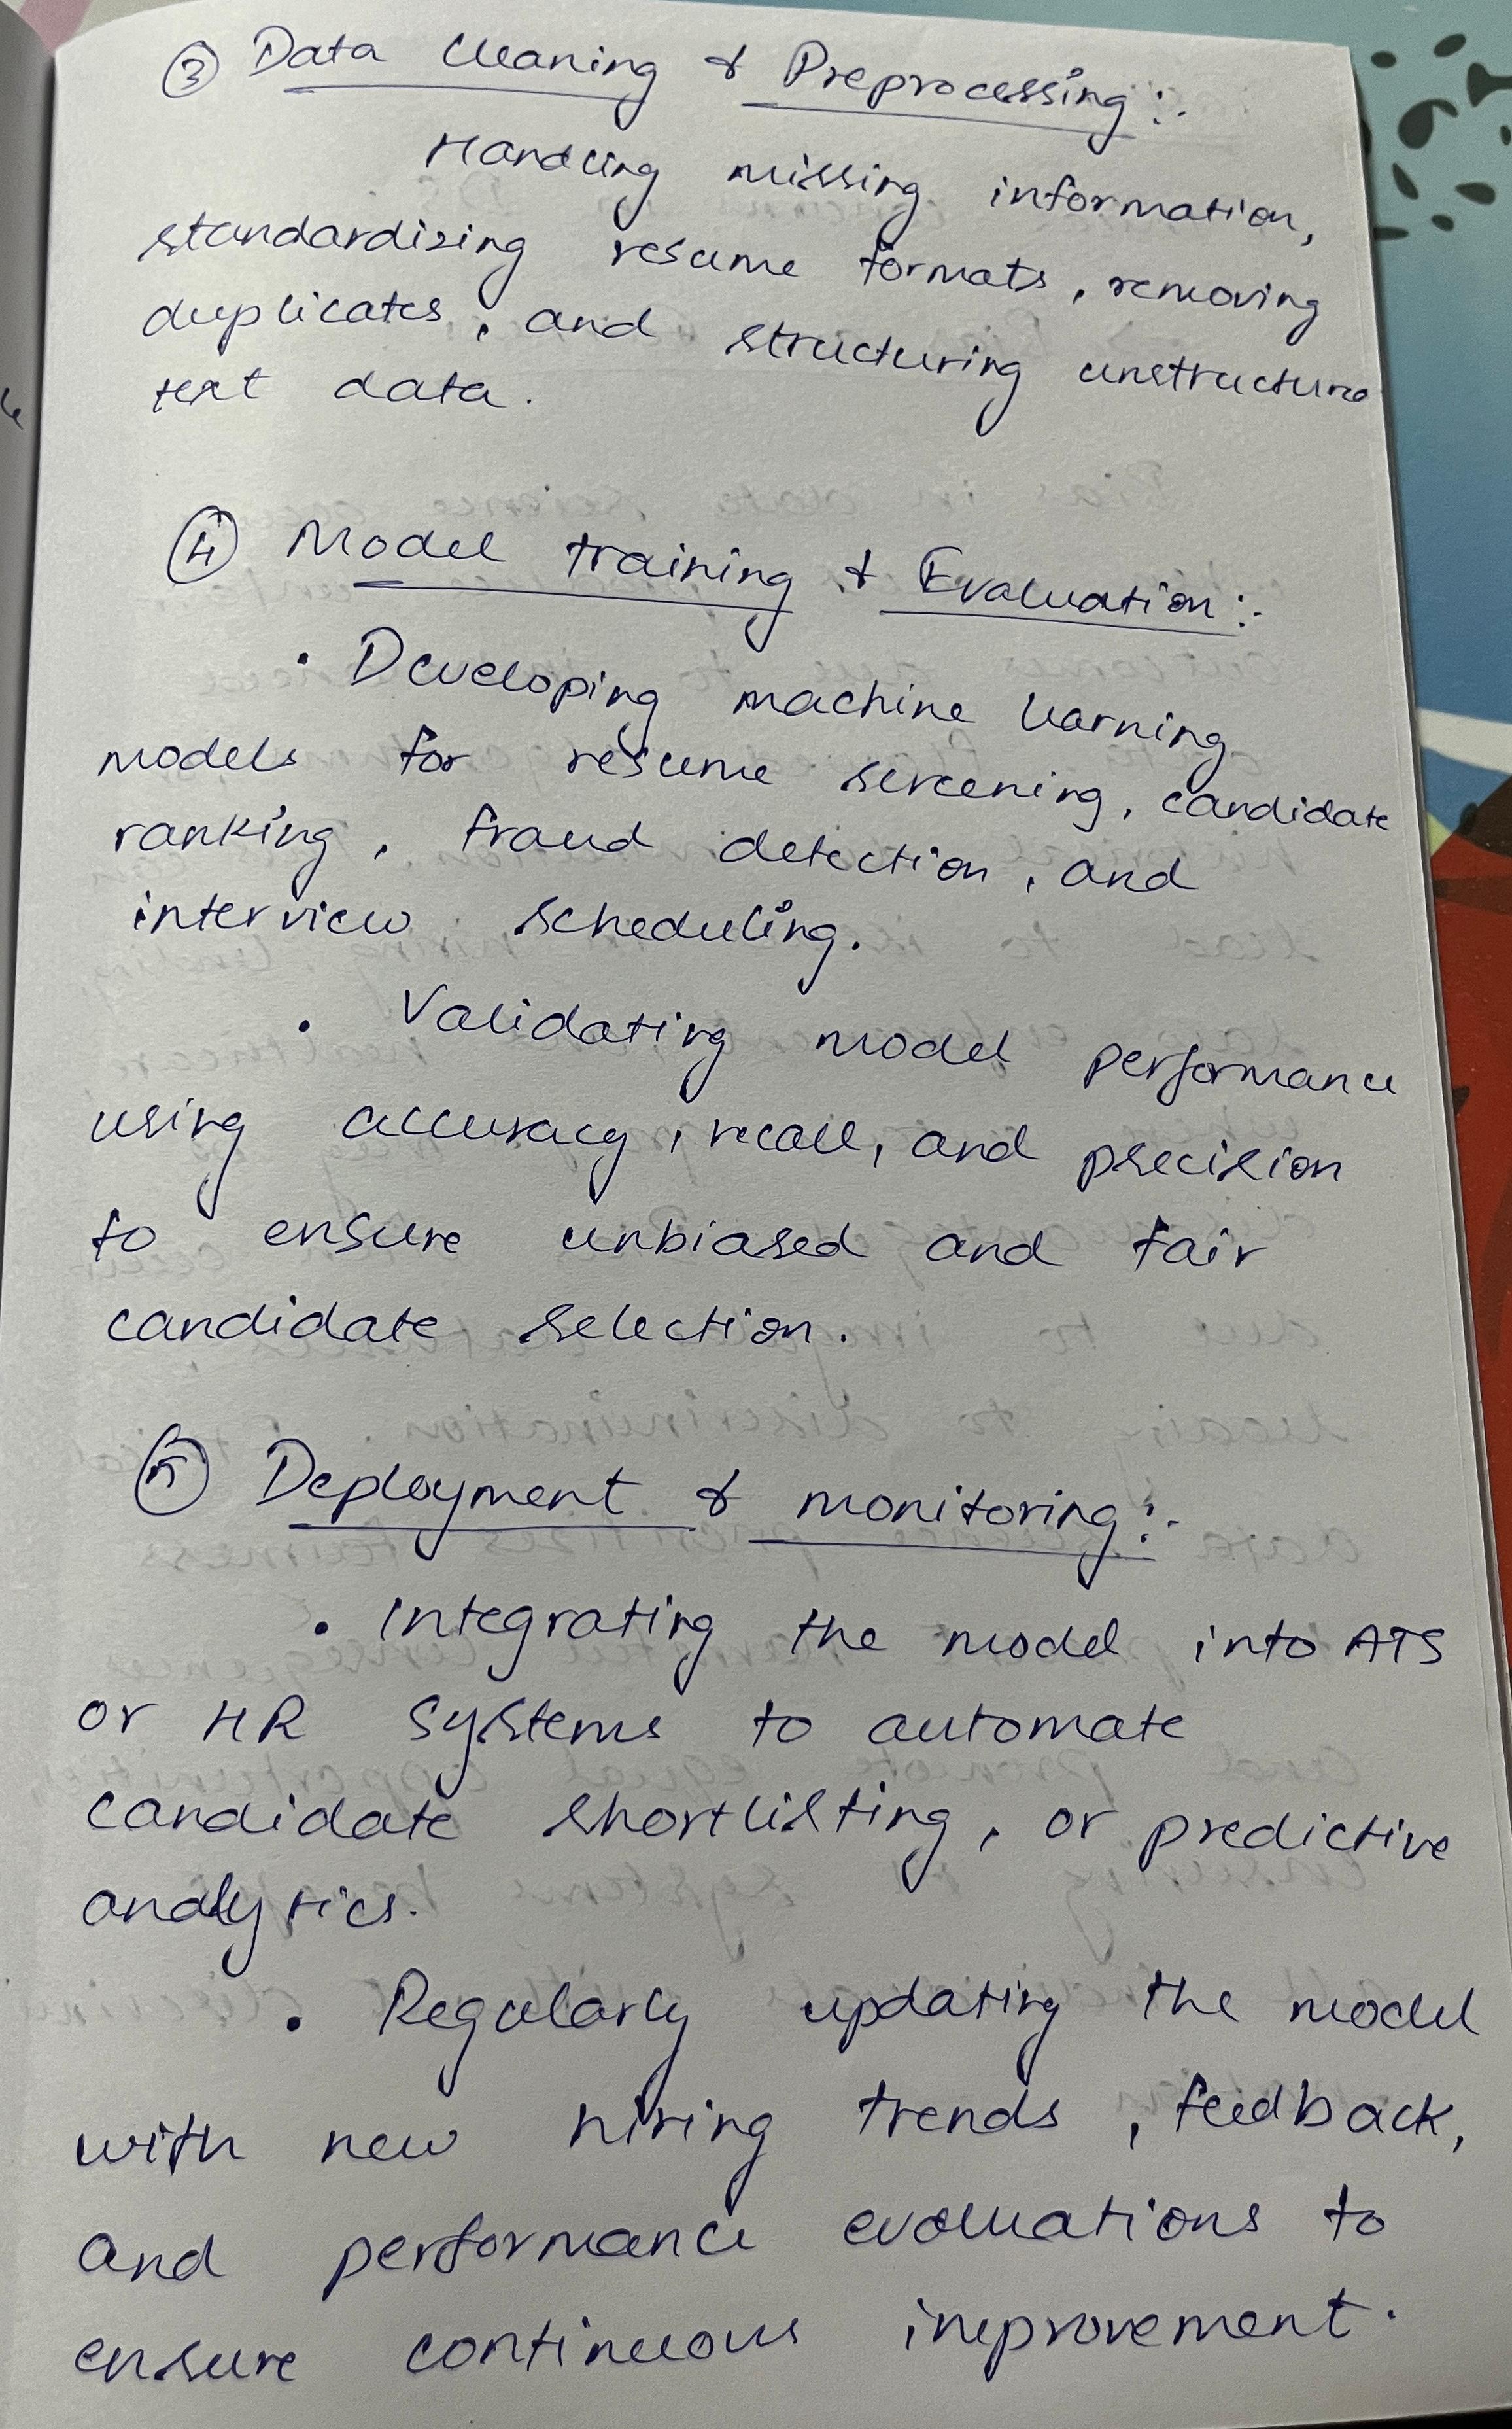 ③ Data Cleaning & Preprocessing:-
Handling missing information,
standardizing resume formats, removing
duplicates, and structuring unstructure
text data.
④ Model training & Evaluation:-
• Developing machine learning
models for resume screening, candidate
ranking, fraud detection, and
interview scheduling.
• Validating model performance
using accuracy, recall, and precision
to ensure unbiased and fair
candidate selection.
⑤ Deployment & monitoring:-
• Integrating the model into ATS
or HR systems to automate
candidate shortlisting, or predictive
analytics.
• Regularly updating the model
with new hiring trends, feedback,
and performance evaluations to
ensure continuous improvement.